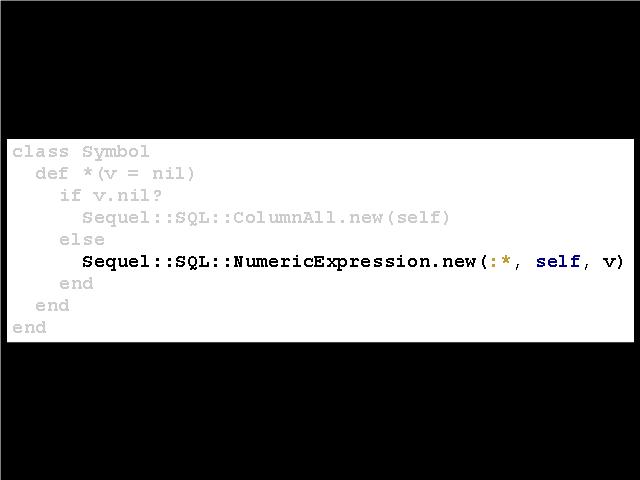 class Symbol
  def *(v = nil)
    if v.nil?
      Sequel::SQL::ColumnAll.new(self)
    else
      Sequel::SQL::NumericExpression.new(:*, self, v)
    end
  end
end